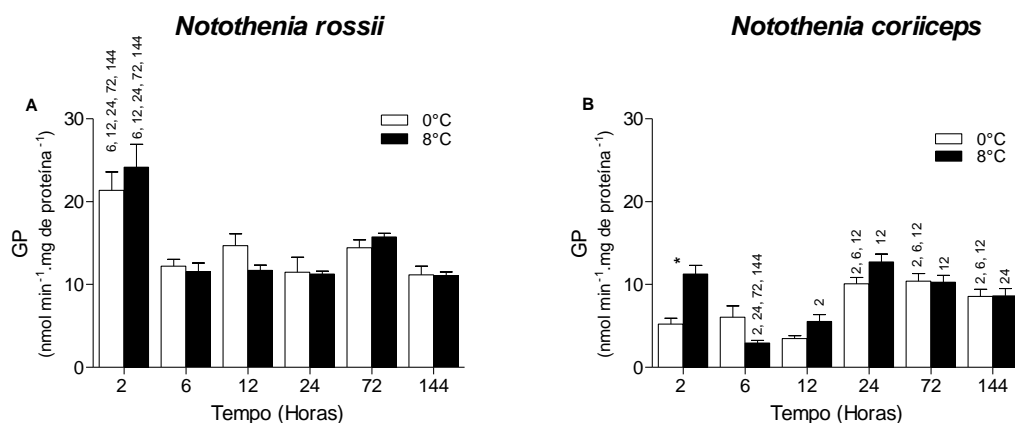 Notothenia rossii
A
6, 12, 24, 72, 144
6, 12, 24, 72, 144
0°C
8°C
30
20
10
0
GP
(nmol min⁻¹.mg de proteína⁻¹)
2 6 12 24 72 144
Tempo (Horas)
Notothenia coriiceps
B
0°C
8°C
30
20
10
0
GP
(nmol min⁻¹.mg de proteína⁻¹)
*
2, 24, 72, 144
2
2, 6, 12
12
2, 6, 12
12
2, 6, 12
24
2 6 12 24 72 144
Tempo (Horas)